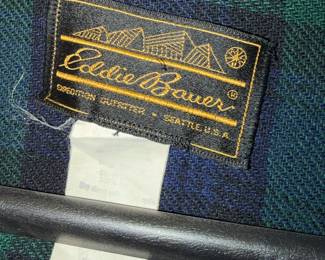 Eddie Bauer ®
EXPEDITION OUTFITTER • SEATTLE, U.S.A.